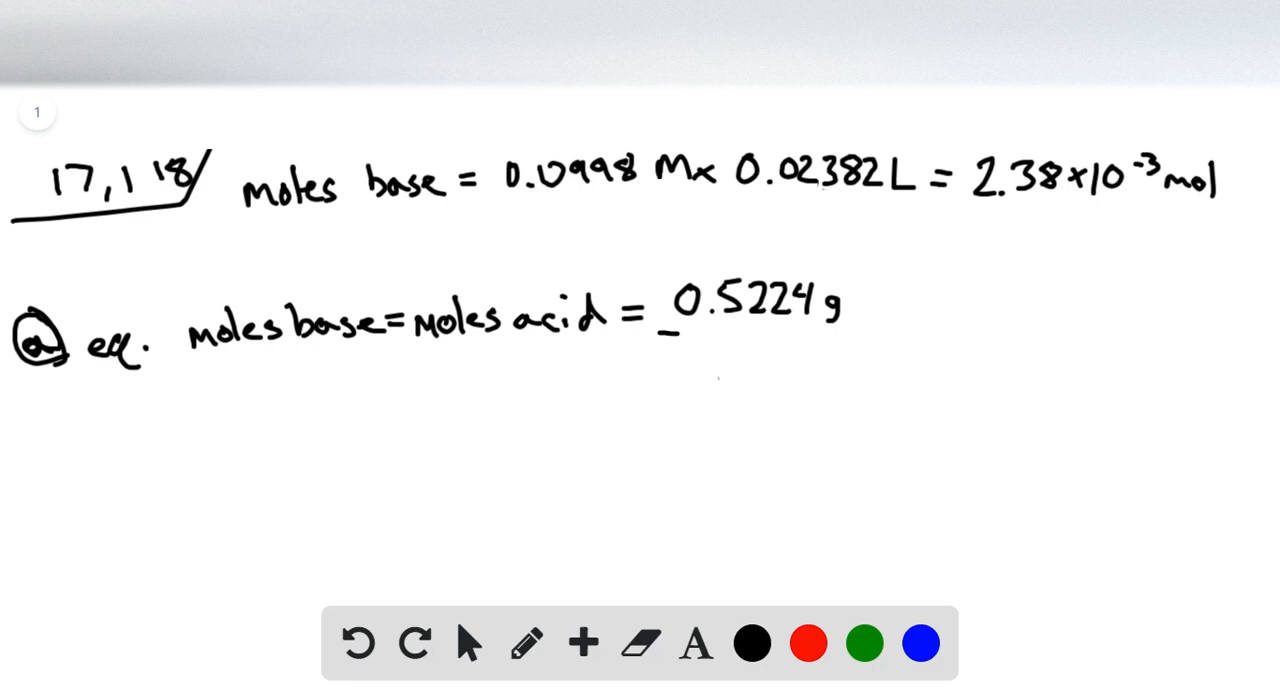 1
17,118 moles base = 0.0998 M x 0.02382 L = 2.38 x 10⁻³ mol
@ eq. moles base = moles acid = 0.5224 g
A